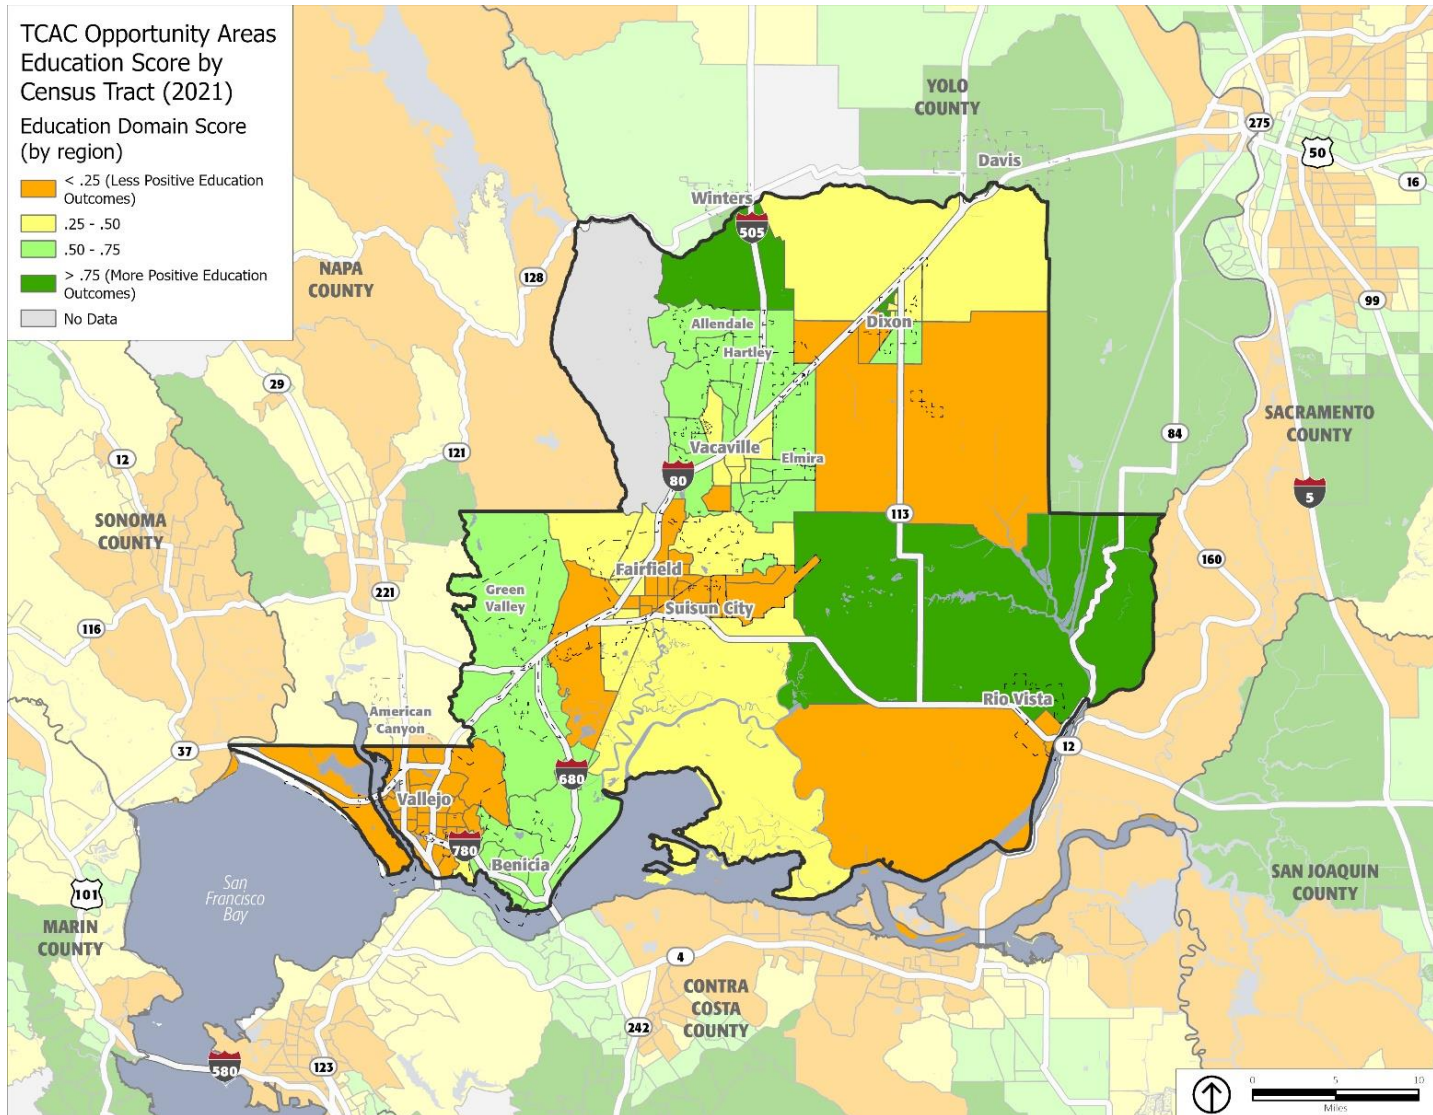 TCAC Opportunity Areas
Education Score by
Census Tract (2021)
Education Domain Score
(by region)
< .25 (Less Positive Education
Outcomes)
.25 - .50
.50 - .75
> .75 (More Positive Education
Outcomes)
No Data
YOLO
COUNTY
275
50
Davis
16
Winters
505
NAPA
COUNTY
128
99
Allendale
Dixon
Hartley
29
SACRAMENTO
COUNTY
84
121
12
Vacaville
Elmira
80
5
113
SONOMA
COUNTY
160
Fairfield
Green
Valley
221
Suisun City
116
Rio Vista
American
Canyon
12
37
680
Vallejo
780
Benicia
San
Francisco
Bay
101
MARIN
COUNTY
SAN JOAQUIN
COUNTY
4
CONTRA
COSTA
COUNTY
242
580
123
0 5 10
Miles